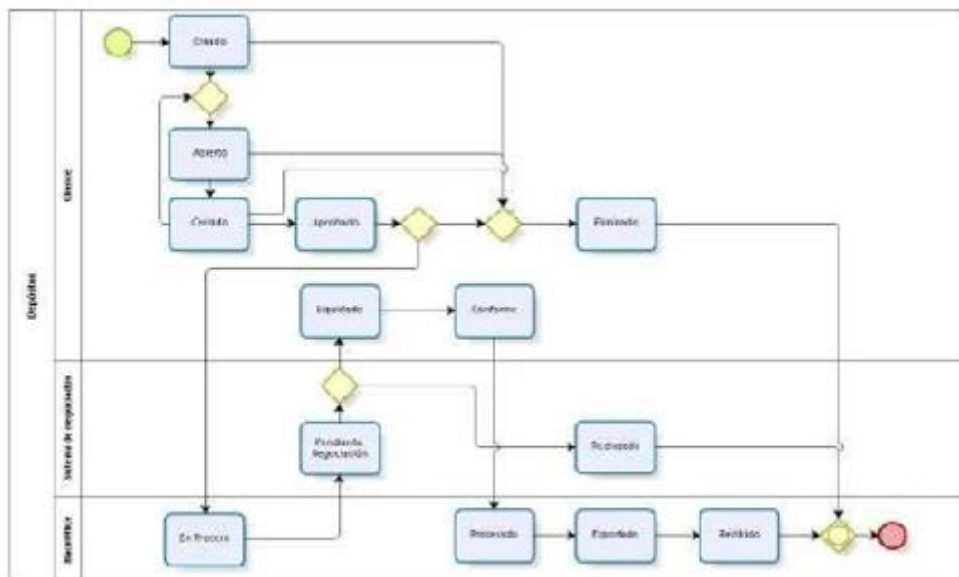 Depósitos
Cliente
Creado
Abierto
Cerrado
Aprobado
Eliminado
Liquidado
Conforme
Sistema de negociación
Pendiente
Negociación
Rechazado
Backoffice
En Proceso
Procesado
Exportado
Recibido